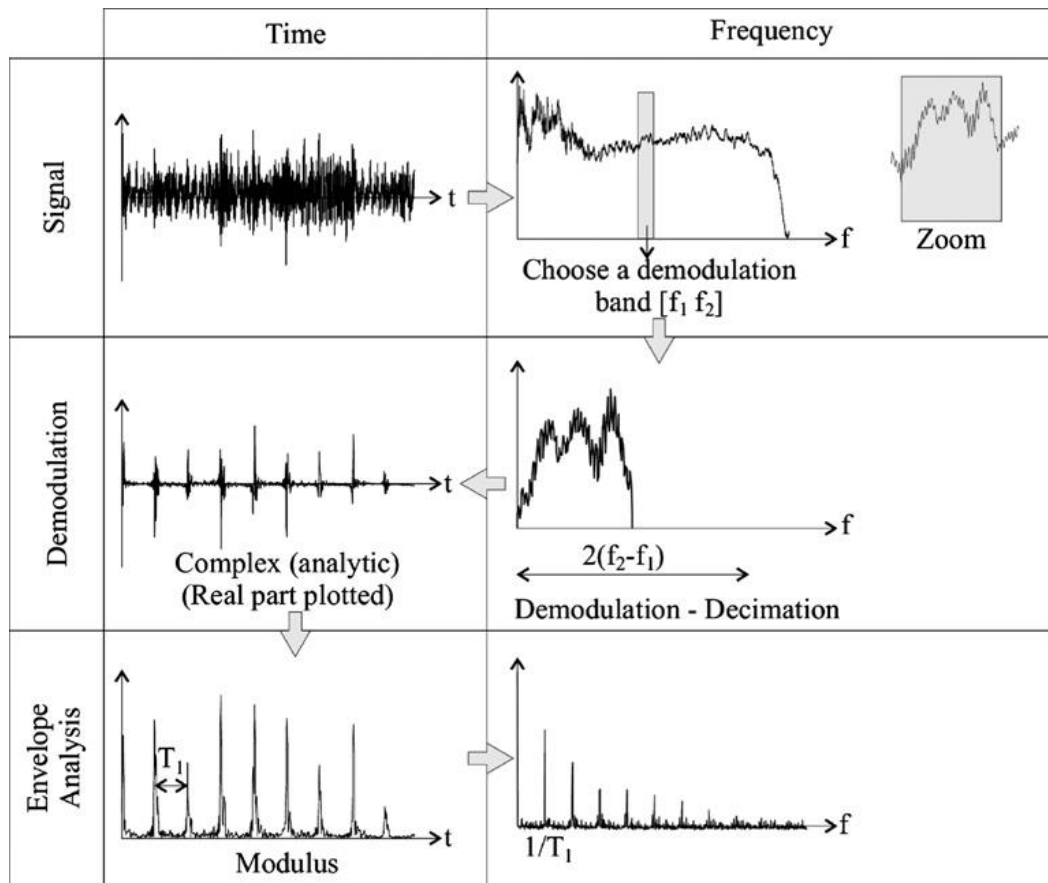 Time
Frequency
Signal
t
f
Zoom
Choose a demodulation
band [f₁ f₂]
Demodulation
t
Complex (analytic)
(Real part plotted)
f
2(f₂-f₁)
Demodulation - Decimation
Envelope
Analysis
T₁
t
Modulus
f
1/T₁